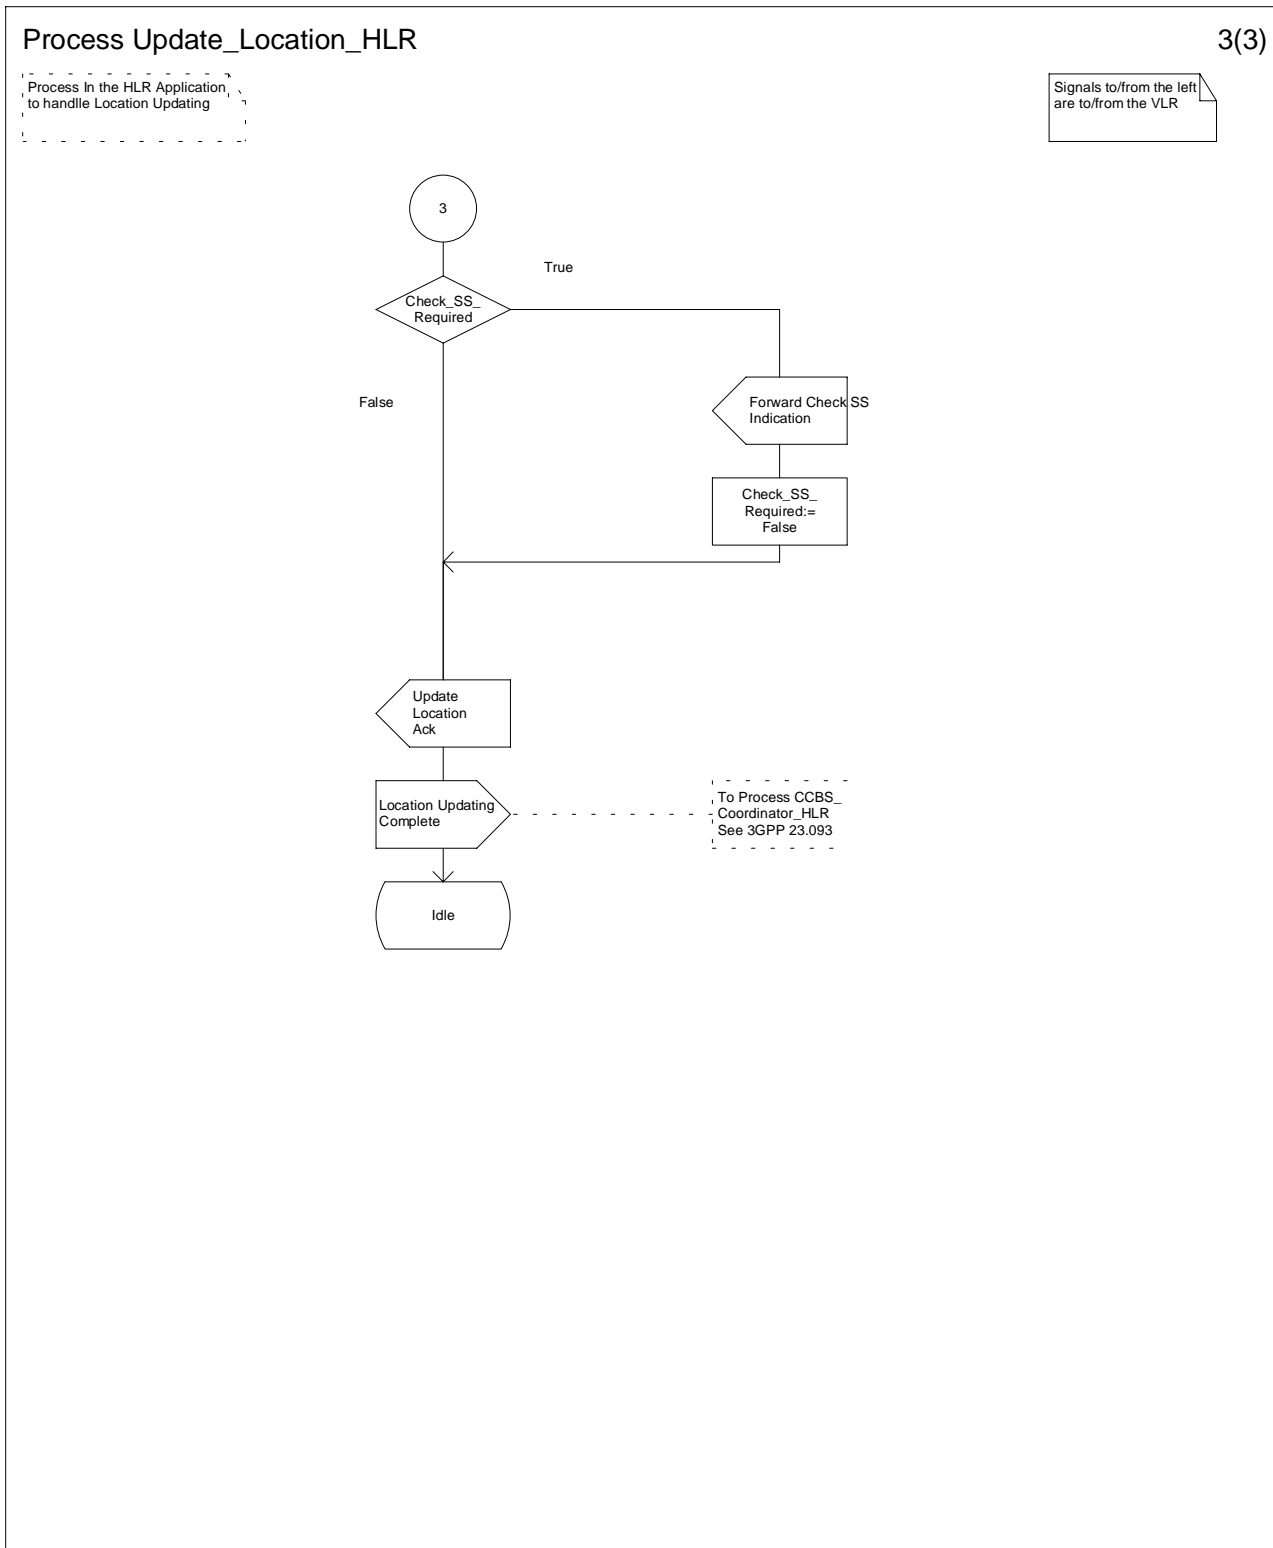 Process Update_Location_HLR
3(3)
Process In the HLR Application
to handlle Location Updating
Signals to/from the left
are to/from the VLR
3
True
Check_SS_
Required
False
Forward Check SS
Indication
Check_SS_
Required:=
False
Update
Location
Ack
Location Updating
Complete
To Process CCBS_
Coordinator_HLR
See 3GPP 23.093
Idle